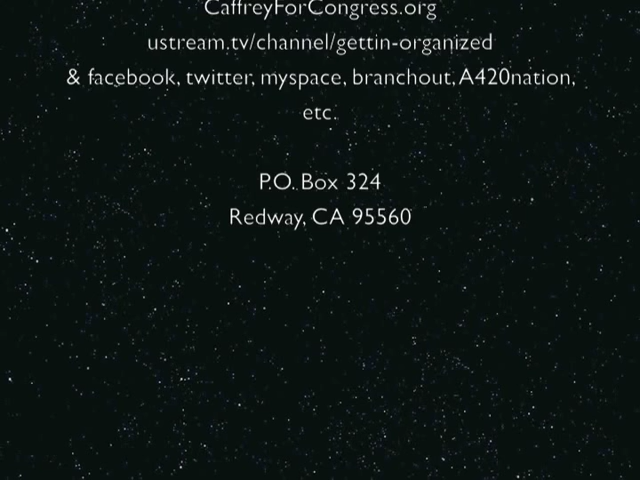 CaffreyForCongress.org
ustream.tv/channel/gettin-organized
& facebook, twitter, myspace, branchout, A420nation,
etc.
P.O. Box 324
Redway, CA 95560